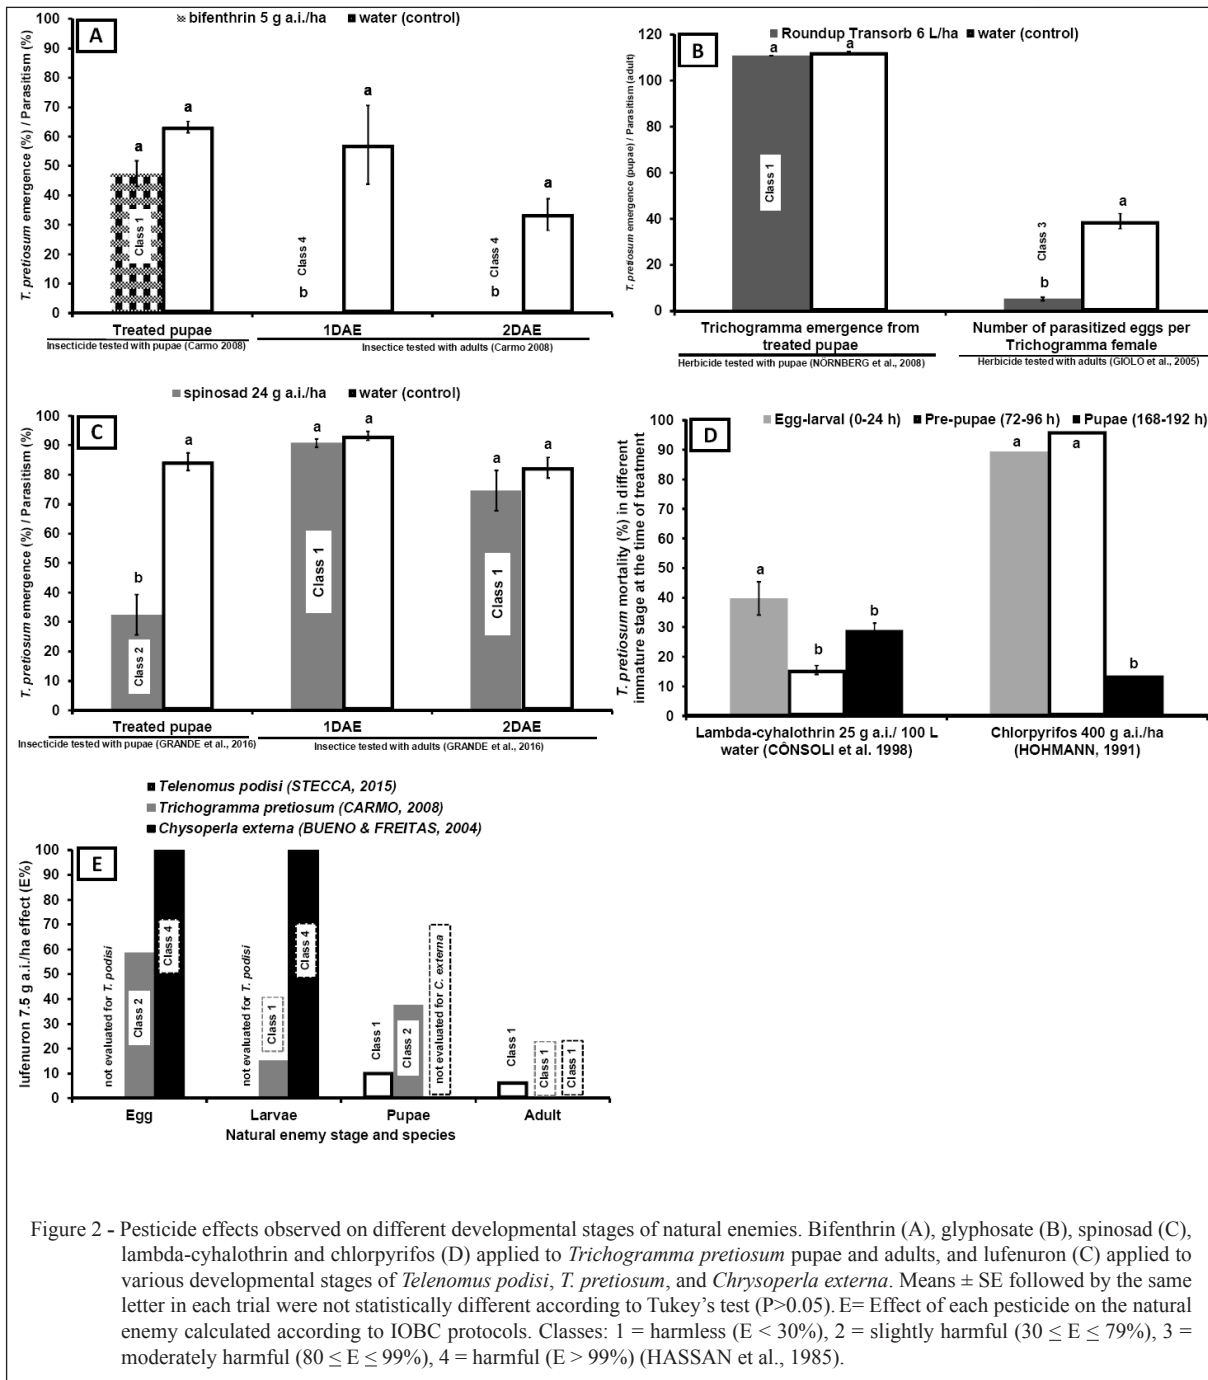 A
bifenthrin 5 g a.i./ha
water (control)
T. pretiosum emergence (%) / Parasitism (%)
100
90
80
70
60
50
40
30
20
10
0
a
a
a
a
Class 1
Class 4
b
Class 4
b
Treated pupae
1DAE
2DAE
Insecticide tested with pupae (Carmo 2008)
Insectice tested with adults (Carmo 2008)
B
Roundup Transorb 6 L/ha
water (control)
T. pretiosum emergence (pupae) / Parasitism (adult)
120
100
80
60
40
20
0
a
a
Class 1
Class 3
b
a
Trichogramma emergence from
treated pupae
Number of parasitized eggs per
Trichogramma female
Herbicide tested with pupae (NÖRNBERG et al., 2008)
Herbicide tested with adults (GIOLO et al., 2005)
C
spinosad 24 g a.i./ha
water (control)
T. pretiosum emergence (%) / Parasitism (%)
100
90
80
70
60
50
40
30
20
10
0
b
a
a
a
a
a
Class 2
Class 1
Class 1
Treated pupae
1DAE
2DAE
Insecticide tested with pupae (GRANDE et al., 2016)
Insectice tested with adults (GRANDE et al., 2016)
D
Egg-larval (0-24 h)
Pre-pupae (72-96 h)
Pupae (168-192 h)
T. pretiosum mortality (%) in different
immature stage at the time of treatment
100
90
80
70
60
50
40
30
20
10
0
a
b
b
a
a
b
Lambda-cyhalothrin 25 g a.i./ 100 L
water (CÔNSOLI et al. 1998)
Chlorpyrifos 400 g a.i./ha
(HOHMANN, 1991)
Telenomus podisi (STECCA, 2015)
Trichogramma pretiosum (CARMO, 2008)
Chysoperla externa (BUENO & FREITAS, 2004)
E
lufenuron 7.5 g a.i./ha effect (E%)
100
90
80
70
60
50
40
30
20
10
0
not evaluated for T. podisi
Class 2
Class 4
not evaluated for T. podisi
Class 1
Class 4
Class 1
Class 2
not evaluated for C. externa
Class 1
Class 1
Class 1
Egg
Larvae
Pupae
Adult
Natural enemy stage and species
Figure 2 - Pesticide effects observed on different developmental stages of natural enemies. Bifenthrin (A), glyphosate (B), spinosad (C),
lambda-cyhalothrin and chlorpyrifos (D) applied to Trichogramma pretiosum pupae and adults, and lufenuron (C) applied to
various developmental stages of Telenomus podisi, T. pretiosum, and Chrysoperla externa. Means ± SE followed by the same
letter in each trial were not statistically different according to Tukey's test (P>0.05). E= Effect of each pesticide on the natural
enemy calculated according to IOBC protocols. Classes: 1 = harmless (E < 30%), 2 = slightly harmful (30 ≤ E ≤ 79%), 3 =
moderately harmful (80 ≤ E ≤ 99%), 4 = harmful (E > 99%) (HASSAN et al., 1985).